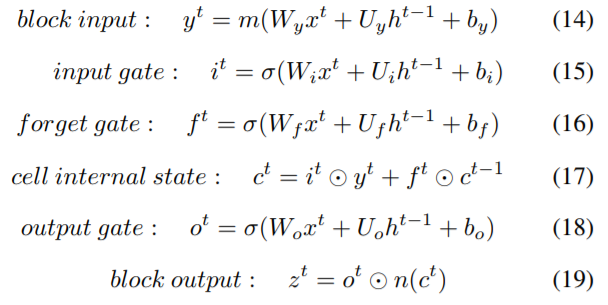 block input : y^t = m(W_y x^t + U_y h^{t-1} + b_y) (14)
input gate : i^t = σ(W_i x^t + U_i h^{t-1} + b_i) (15)
forget gate : f^t = σ(W_f x^t + U_f h^{t-1} + b_f) (16)
cell internal state : c^t = i^t ⊙ y^t + f^t ⊙ c^{t-1} (17)
output gate : o^t = σ(W_o x^t + U_o h^{t-1} + b_o) (18)
block output : z^t = o^t ⊙ n(c^t) (19)